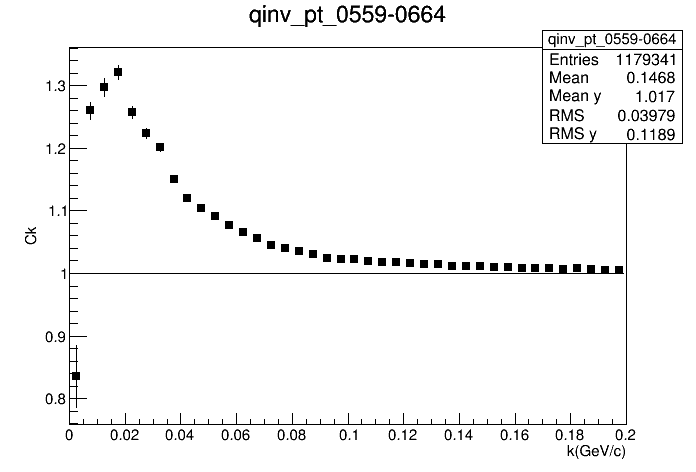 qinv_pt_0559-0664
qinv_pt_0559-0664
Entries 1179341
Mean 0.1468
Mean y 1.017
RMS 0.03979
RMS y 0.1189
1.3
1.2
1.1
1
0.9
0.8
Ck
0 0.02 0.04 0.06 0.08 0.1 0.12 0.14 0.16 0.18 0.2
k(GeV/c)